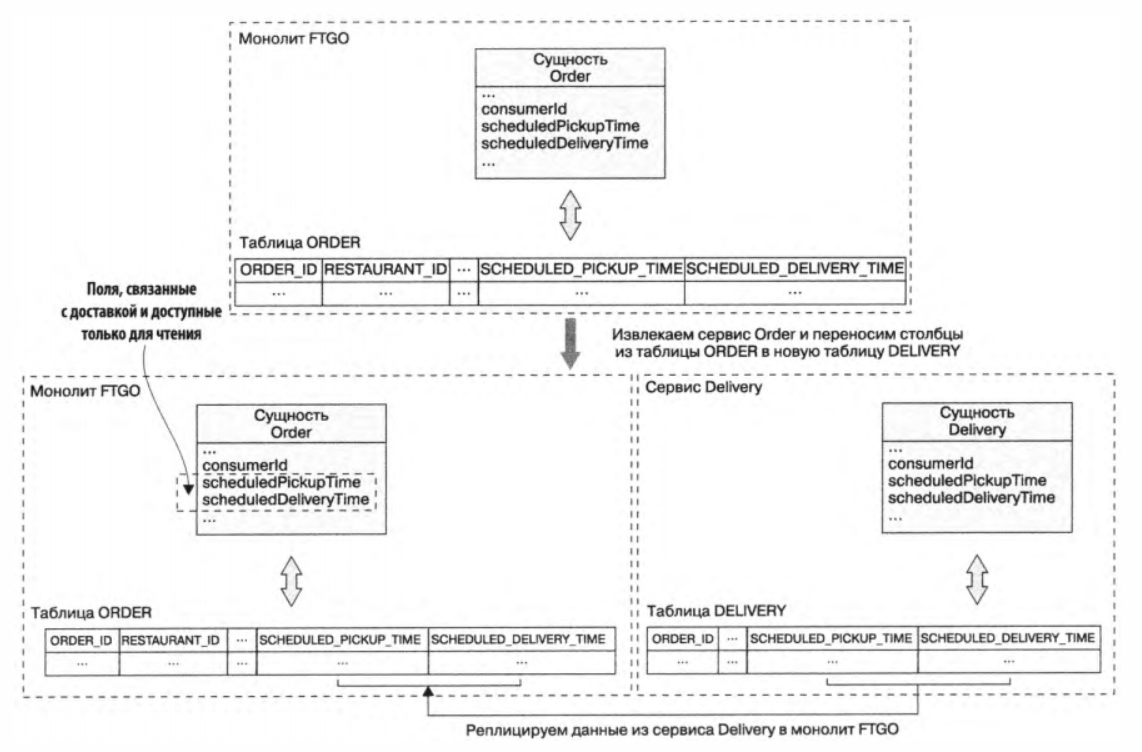 Монолит FTGO
Сущность
Order
...
consumerId
scheduledPickupTime
scheduledDeliveryTime
...
Таблица ORDER
ORDER_ID RESTAURANT_ID ... SCHEDULED_PICKUP_TIME SCHEDULED_DELIVERY_TIME
... ... ... ... ...
Поля, связанные
с доставкой и доступные
только для чтения
Извлекаем сервис Order и переносим столбцы
из таблицы ORDER в новую таблицу DELIVERY
Монолит FTGO
Сущность
Order
...
consumerId
scheduledPickupTime
scheduledDeliveryTime
...
Таблица ORDER
ORDER_ID RESTAURANT_ID ... SCHEDULED_PICKUP_TIME SCHEDULED_DELIVERY_TIME
... ... ... ... ...
Сервис Delivery
Сущность
Delivery
...
consumerId
scheduledPickupTime
scheduledDeliveryTime
...
Таблица DELIVERY
ORDER_ID ... SCHEDULED_PICKUP_TIME SCHEDULED_DELIVERY_TIME
... ... ... ...
Реплицируем данные из сервиса Delivery в монолит FTGO